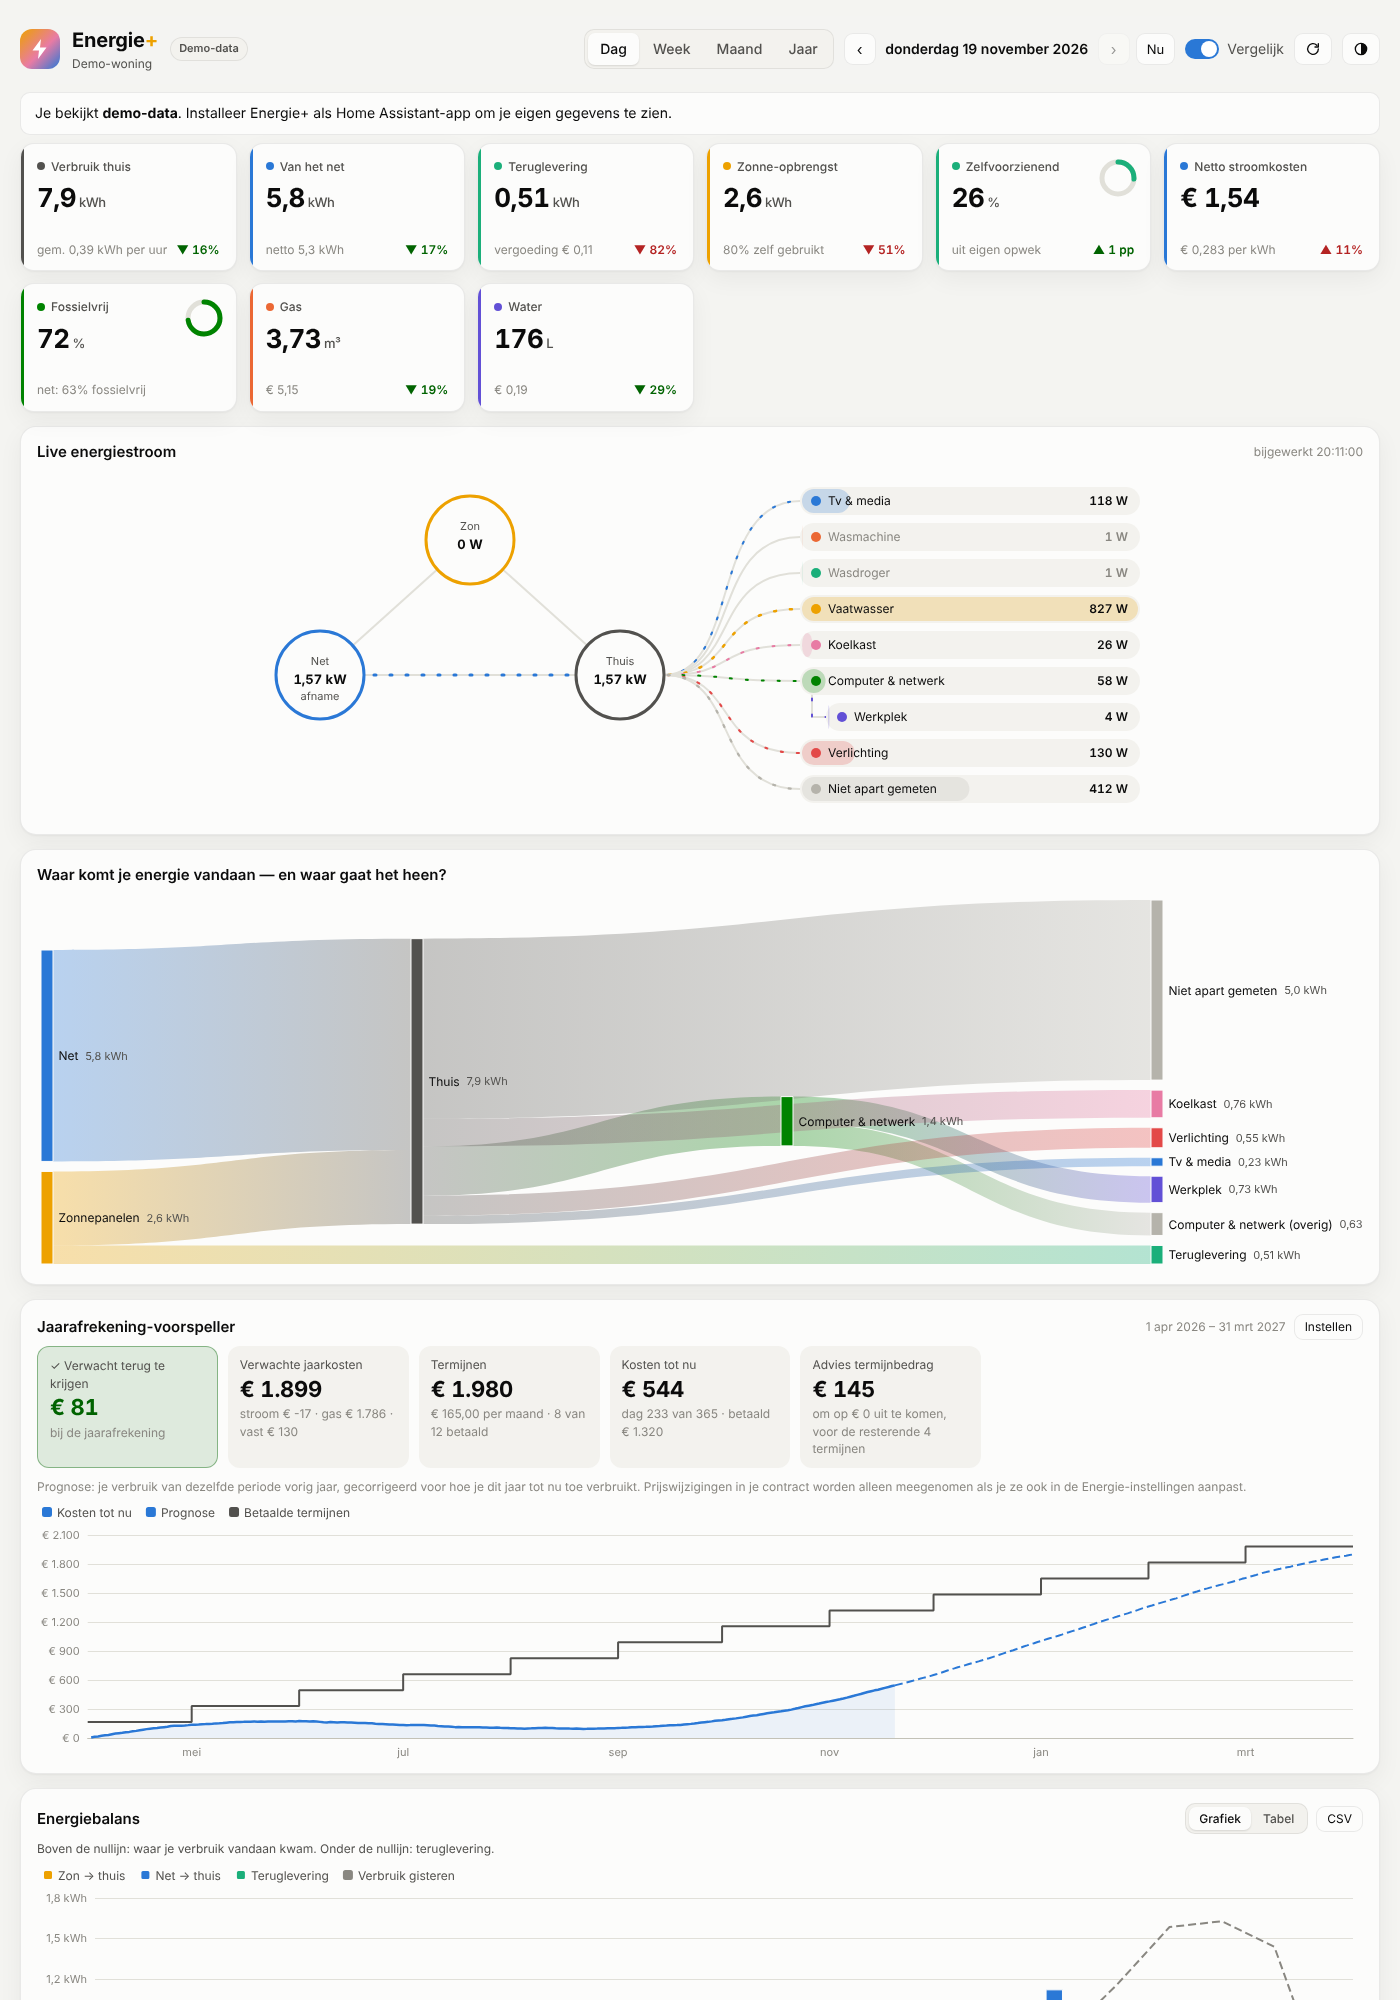 Energie+
Demo-woning
Demo-data
Dag Week Maand Jaar
‹ donderdag 19 november 2026 › Nu Vergelijk
Je bekijkt demo-data. Installeer Energie+ als Home Assistant-app om je eigen gegevens te zien.
Verbruik thuis
7,9 kWh
gem. 0,39 kWh per uur ▼ 16%
Van het net
5,8 kWh
netto 5,3 kWh ▼ 17%
Teruglevering
0,51 kWh
vergoeding € 0,11 ▼ 82%
Zonne-opbrengst
2,6 kWh
80% zelf gebruikt ▼ 51%
Zelfvoorzienend
26 %
uit eigen opwek ▲ 1 pp
Netto stroomkosten
€ 1,54
€ 0,283 per kWh ▲ 11%
Fossielvrij
72 %
net: 63% fossielvrij
Gas
3,73 m³
€ 5,15 ▼ 19%
Water
176 L
€ 0,19 ▼ 29%
Live energiestroom
bijgewerkt 20:11:00
Zon
0 W
Net
1,57 kW
afname
Thuis
1,57 kW
Tv & media 118 W
Wasmachine 1 W
Wasdroger 1 W
Vaatwasser 827 W
Koelkast 26 W
Computer & netwerk 58 W
Werkplek 4 W
Verlichting 130 W
Niet apart gemeten 412 W
Waar komt je energie vandaan — en waar gaat het heen?
Net 5,8 kWh
Zonnepanelen 2,6 kWh
Thuis 7,9 kWh
Computer & netwerk 1,4 kWh
Niet apart gemeten 5,0 kWh
Koelkast 0,76 kWh
Verlichting 0,55 kWh
Tv & media 0,23 kWh
Werkplek 0,73 kWh
Computer & netwerk (overig) 0,63
Teruglevering 0,51 kWh
Jaarafrekening-voorspeller
1 apr 2026 – 31 mrt 2027 Instellen
✓ Verwacht terug te
krijgen
€ 81
bij de jaarafrekening
Verwachte jaarkosten
€ 1.899
stroom € -17 · gas € 1.786 ·
vast € 130
Termijnen
€ 1.980
€ 165,00 per maand · 8 van
12 betaald
Kosten tot nu
€ 544
dag 233 van 365 · betaald
€ 1.320
Advies termijnbedrag
€ 145
om op € 0 uit te komen,
voor de resterende 4
termijnen
Prognose: je verbruik van dezelfde periode vorig jaar, gecorrigeerd voor hoe je dit jaar tot nu toe verbruikt. Prijswijzigingen in je contract worden alleen meegenomen als je ze ook in de Energie-instellingen aanpast.
Kosten tot nu Prognose Betaalde termijnen
€ 2.100
€ 1.800
€ 1.500
€ 1.200
€ 900
€ 600
€ 300
€ 0
mei jul sep nov jan mrt
Energiebalans
Grafiek Tabel CSV
Boven de nullijn: waar je verbruik vandaan kwam. Onder de nullijn: teruglevering.
Zon → thuis Net → thuis Teruglevering Verbruik gisteren
1,8 kWh
1,5 kWh
1,2 kWh